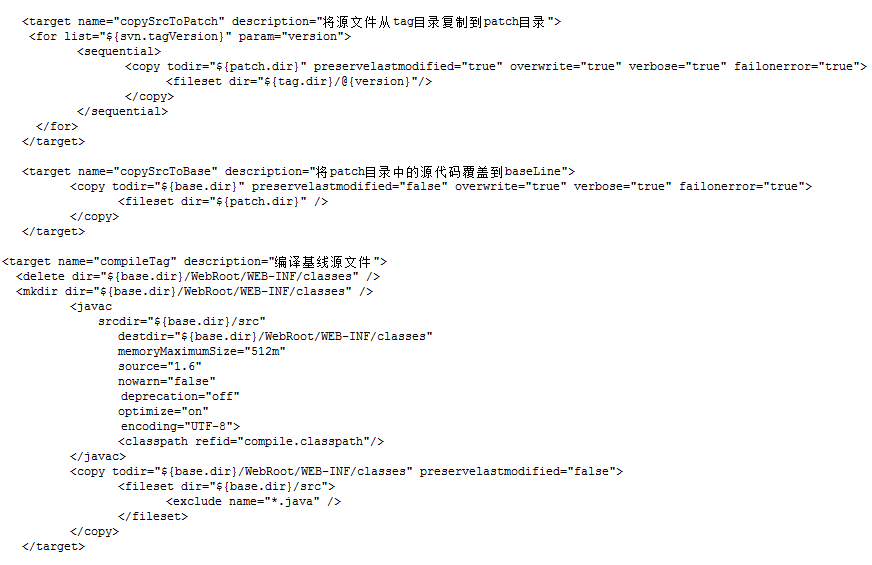 <target name="copySrcToPatch" description="将源文件从tag目录复制到patch目录">
<for list="${svn.tagVersion}" param="version">
<sequential>
<copy todir="${patch.dir}" preservelastmodified="true" overwrite="true" verbose="true" failonerror="true">
<fileset dir="${tag.dir}/@{version}"/>
</copy>
</sequential>
</for>
</target>
<target name="copySrcToBase" description="将patch目录中的源代码覆盖到baseLine">
<copy todir="${base.dir}" preservelastmodified="false" overwrite="true" verbose="true" failonerror="true">
<fileset dir="${patch.dir}" />
</copy>
</target>
<target name="compileTag" description="编译基线源文件">
<delete dir="${base.dir}/WebRoot/WEB-INF/classes" />
<mkdir dir="${base.dir}/WebRoot/WEB-INF/classes" />
<javac
srcdir="${base.dir}/src"
destdir="${base.dir}/WebRoot/WEB-INF/classes"
memoryMaximumSize="512m"
source="1.6"
nowarn="false"
deprecation="off"
optimize="on"
encoding="UTF-8">
<classpath refid="compile.classpath"/>
</javac>
<copy todir="${base.dir}/WebRoot/WEB-INF/classes" preservelastmodified="false">
<fileset dir="${base.dir}/src">
<exclude name="*.java" />
</fileset>
</copy>
</target>